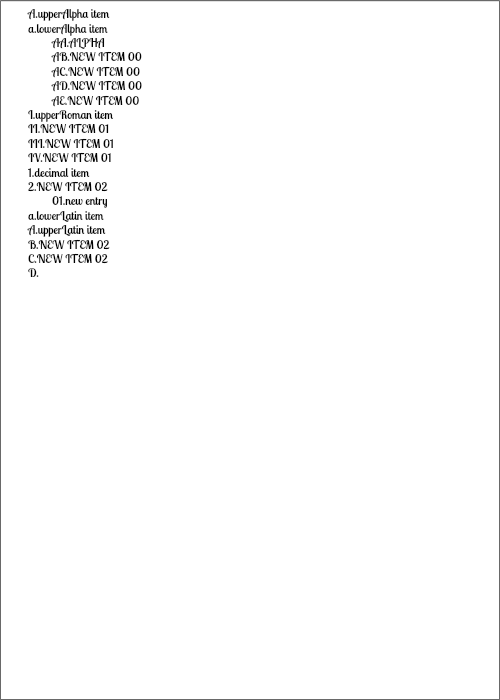 A.upperAlpha item
a.lowerAlpha item
AA.ALPHA
AB.NEW ITEM 00
AC.NEW ITEM 00
AD.NEW ITEM 00
AE.NEW ITEM 00
I.upperRoman item
II.NEW ITEM 01
III.NEW ITEM 01
IV.NEW ITEM 01
1.decimal item
2.NEW ITEM 02
01.new entry
a.lowerLatin item
A.upperLatin item
B.NEW ITEM 02
C.NEW ITEM 02
D.